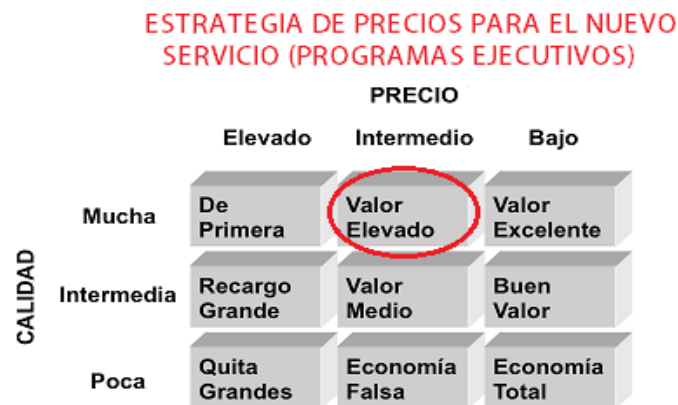 ESTRATEGIA DE PRECIOS PARA EL NUEVO
SERVICIO (PROGRAMAS EJECUTIVOS)
PRECIO
Elevado Intermedio Bajo
CALIDAD
Mucha
De Primera
Valor Elevado
Valor Excelente
Intermedia
Recargo Grande
Valor Medio
Buen Valor
Poca
Quita Grandes
Economía Falsa
Economía Total